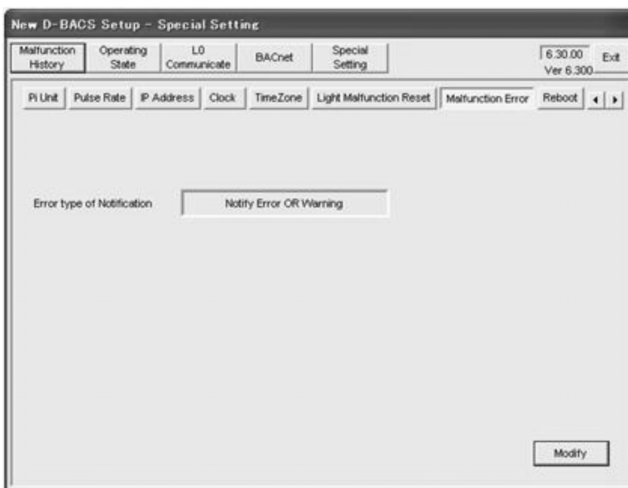 New D-BACS Setup - Special Setting
Malfunction History
Operating State
L0 Communicate
BACnet
Special Setting
6.30.00
Ver 6.300
Exit
Pi Unit
Pulse Rate
IP Address
Clock
TimeZone
Light Malfunction Reset
Malfunction Error
Reboot
Error type of Notification
Notify Error OR Warning
Modify